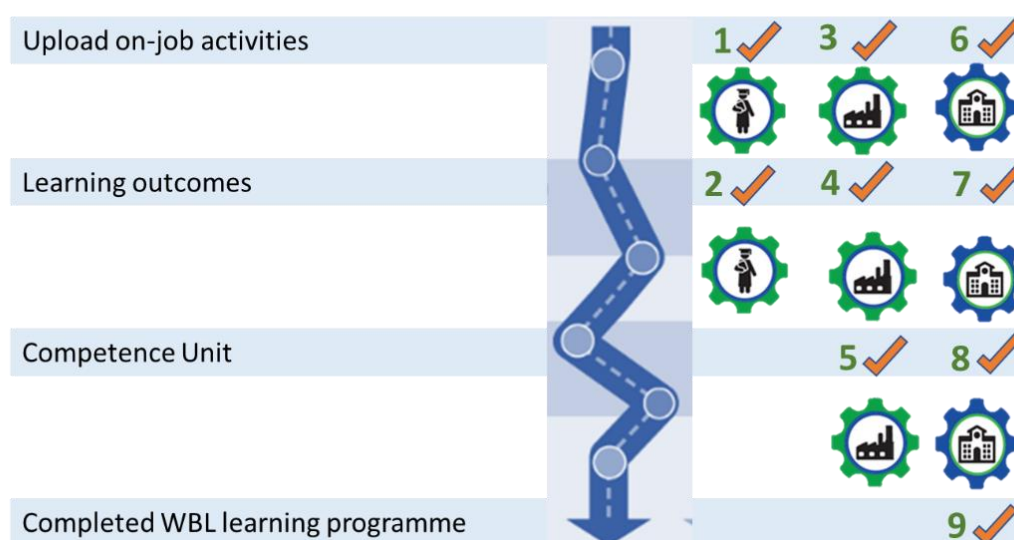 Upload on-job activities 1 3 6
Learning outcomes 2 4 7
Competence Unit 5 8
Completed WBL learning programme 9